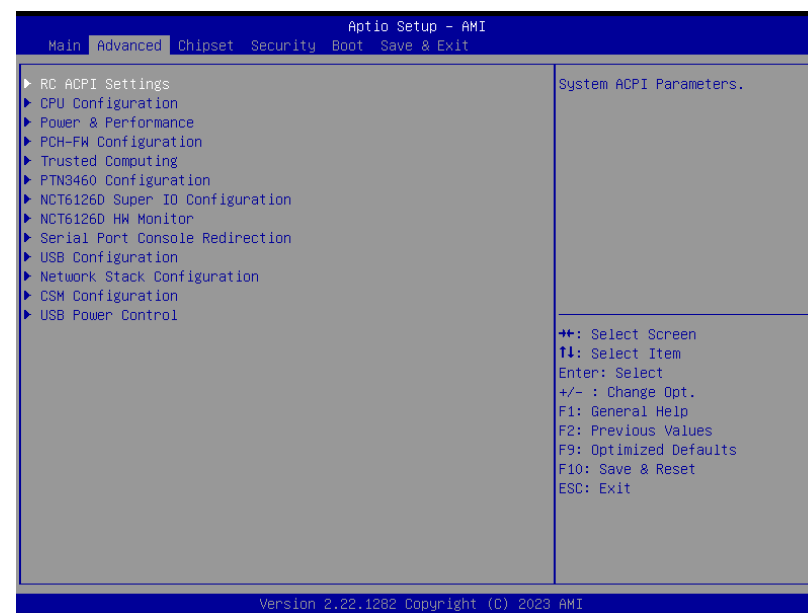 Aptio Setup – AMI
Main Advanced Chipset Security Boot Save & Exit
RC ACPI Settings
CPU Configuration
Power & Performance
PCH-FW Configuration
Trusted Computing
PTN3460 Configuration
NCT6126D Super IO Configuration
NCT6126D HW Monitor
Serial Port Console Redirection
USB Configuration
Network Stack Configuration
CSM Configuration
USB Power Control
System ACPI Parameters.
→←: Select Screen
↑↓: Select Item
Enter: Select
+/- : Change Opt.
F1: General Help
F2: Previous Values
F9: Optimized Defaults
F10: Save & Reset
ESC: Exit
Version 2.22.1282 Copyright (C) 2023 AMI